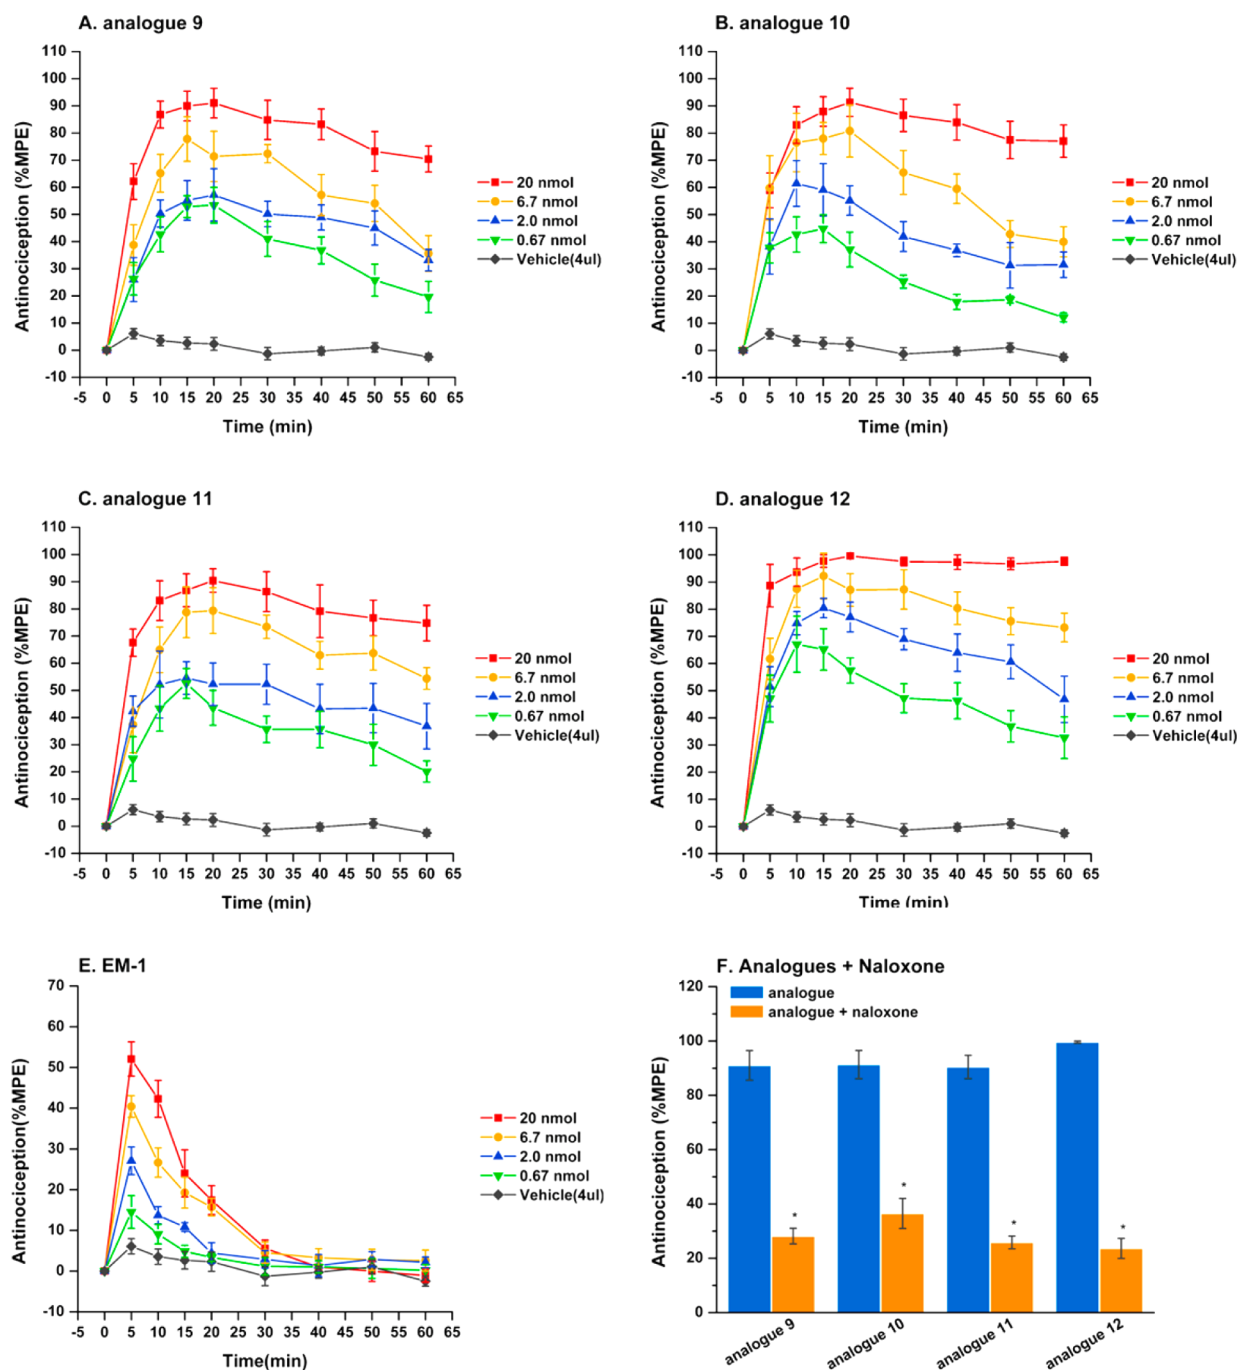 A. analogue 9
110
100
90
80
70
60
50
40
30
20
10
0
-10
Antinociception (%MPE)
-5 0 5 10 15 20 25 30 35 40 45 50 55 60 65
Time (min)
20 nmol
6.7 nmol
2.0 nmol
0.67 nmol
Vehicle(4ul)
B. analogue 10
110
100
90
80
70
60
50
40
30
20
10
0
-10
Antinociception (%MPE)
-5 0 5 10 15 20 25 30 35 40 45 50 55 60 65
Time (min)
20 nmol
6.7 nmol
2.0 nmol
0.67 nmol
Vehicle(4ul)
C. analogue 11
110
100
90
80
70
60
50
40
30
20
10
0
-10
Antinociception (%MPE)
-5 0 5 10 15 20 25 30 35 40 45 50 55 60 65
Time (min)
20 nmol
6.7 nmol
2.0 nmol
0.67 nmol
Vehicle(4ul)
D. analogue 12
110
100
90
80
70
60
50
40
30
20
10
0
-10
Antinociception (%MPE)
-5 0 5 10 15 20 25 30 35 40 45 50 55 60 65
Time (min)
20 nmol
6.7 nmol
2.0 nmol
0.67 nmol
Vehicle(4ul)
E. EM-1
70
60
50
40
30
20
10
0
-10
Antinociception(%MPE)
-5 0 5 10 15 20 25 30 35 40 45 50 55 60 65
Time(min)
20 nmol
6.7 nmol
2.0 nmol
0.67 nmol
Vehicle(4ul)
F. Analogues + Naloxone
120
100
80
60
40
20
0
Antinociception (%MPE)
analogue
analogue + naloxone
*
*
*
*
analogue 9
analogue 10
analogue 11
analogue 12